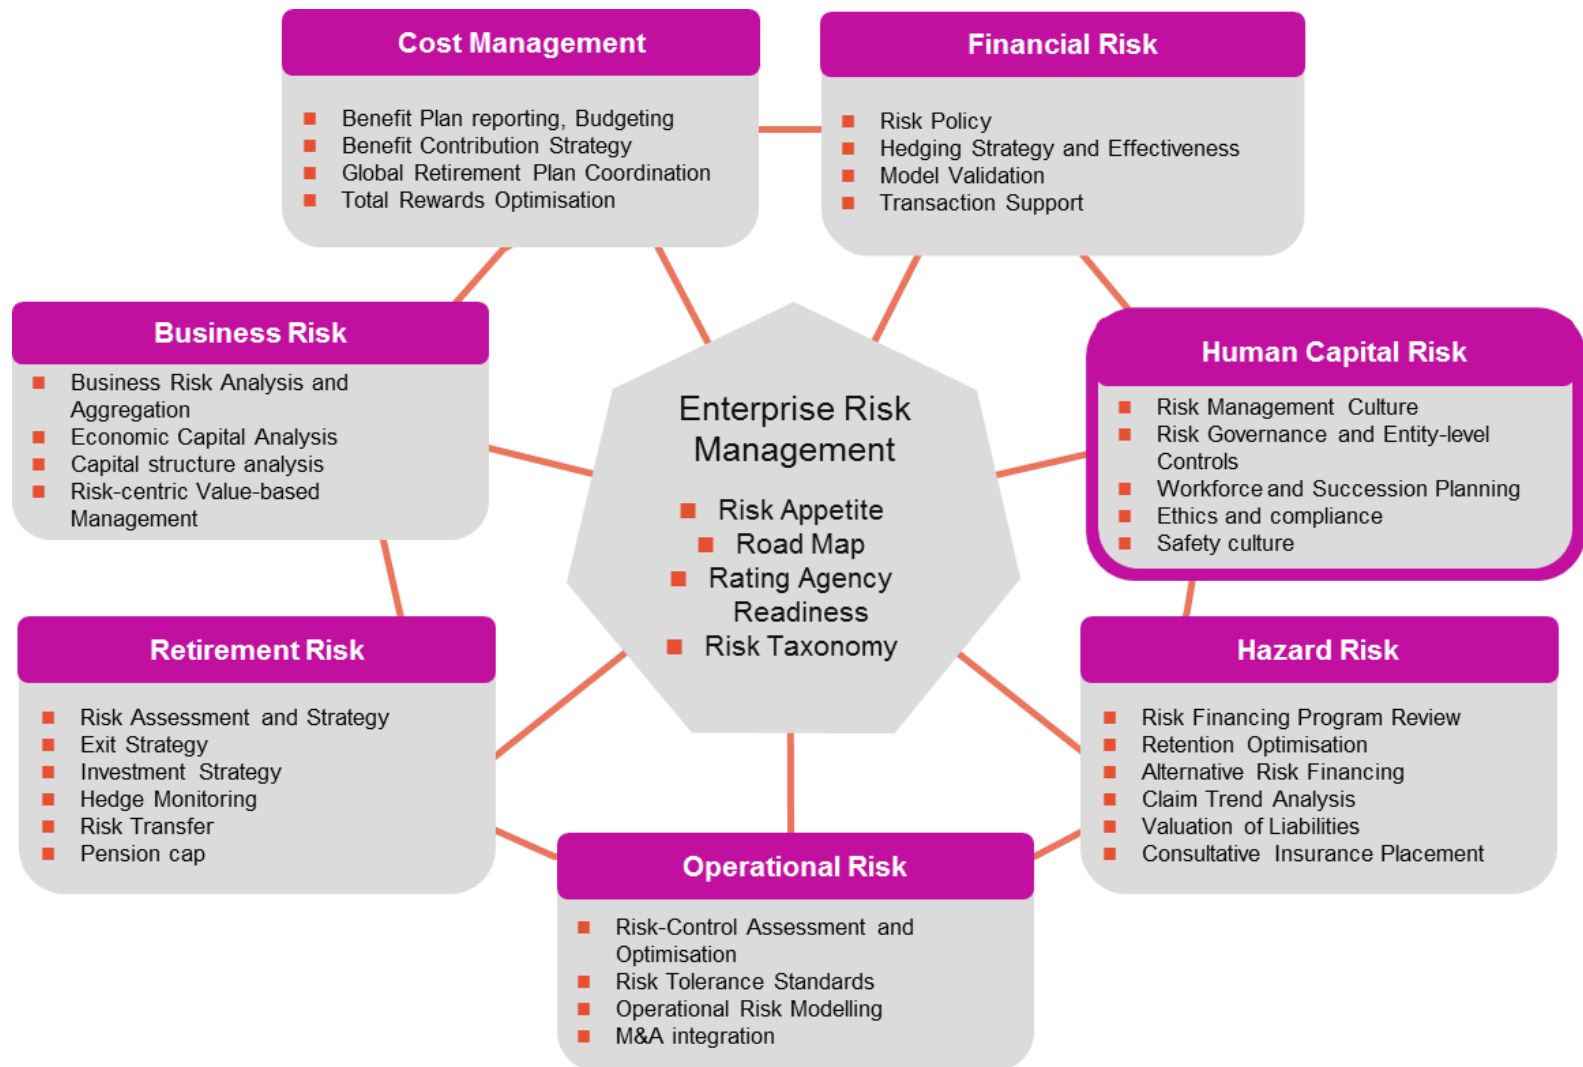 Cost Management
Benefit Plan reporting, Budgeting
Benefit Contribution Strategy
Global Retirement Plan Coordination
Total Rewards Optimisation
Financial Risk
Risk Policy
Hedging Strategy and Effectiveness
Model Validation
Transaction Support
Business Risk
Business Risk Analysis and
Aggregation
Economic Capital Analysis
Capital structure analysis
Risk-centric Value-based
Management
Enterprise Risk
Management
Risk Appetite
Road Map
Rating Agency
Readiness
Risk Taxonomy
Human Capital Risk
Risk Management Culture
Risk Governance and Entity-level
Controls
Workforce and Succession Planning
Ethics and compliance
Safety culture
Retirement Risk
Risk Assessment and Strategy
Exit Strategy
Investment Strategy
Hedge Monitoring
Risk Transfer
Pension cap
Hazard Risk
Risk Financing Program Review
Retention Optimisation
Alternative Risk Financing
Claim Trend Analysis
Valuation of Liabilities
Consultative Insurance Placement
Operational Risk
Risk-Control Assessment and
Optimisation
Risk Tolerance Standards
Operational Risk Modelling
M&A integration